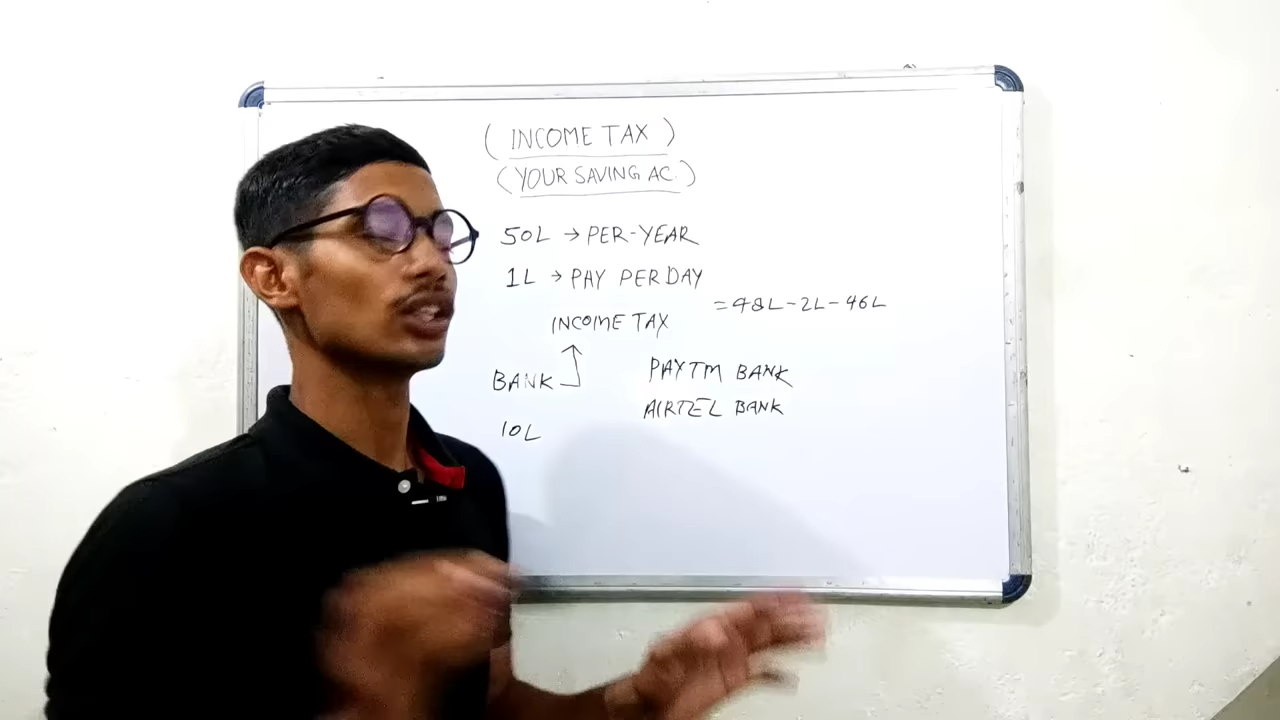 (INCOME TAX)
(YOUR SAVING AC.)
50L → PER-YEAR
1L → PAY PER DAY
= 48L-2L-46L
INCOME TAX
BANK
PAYTM BANK
AIRTEL BANK
10L